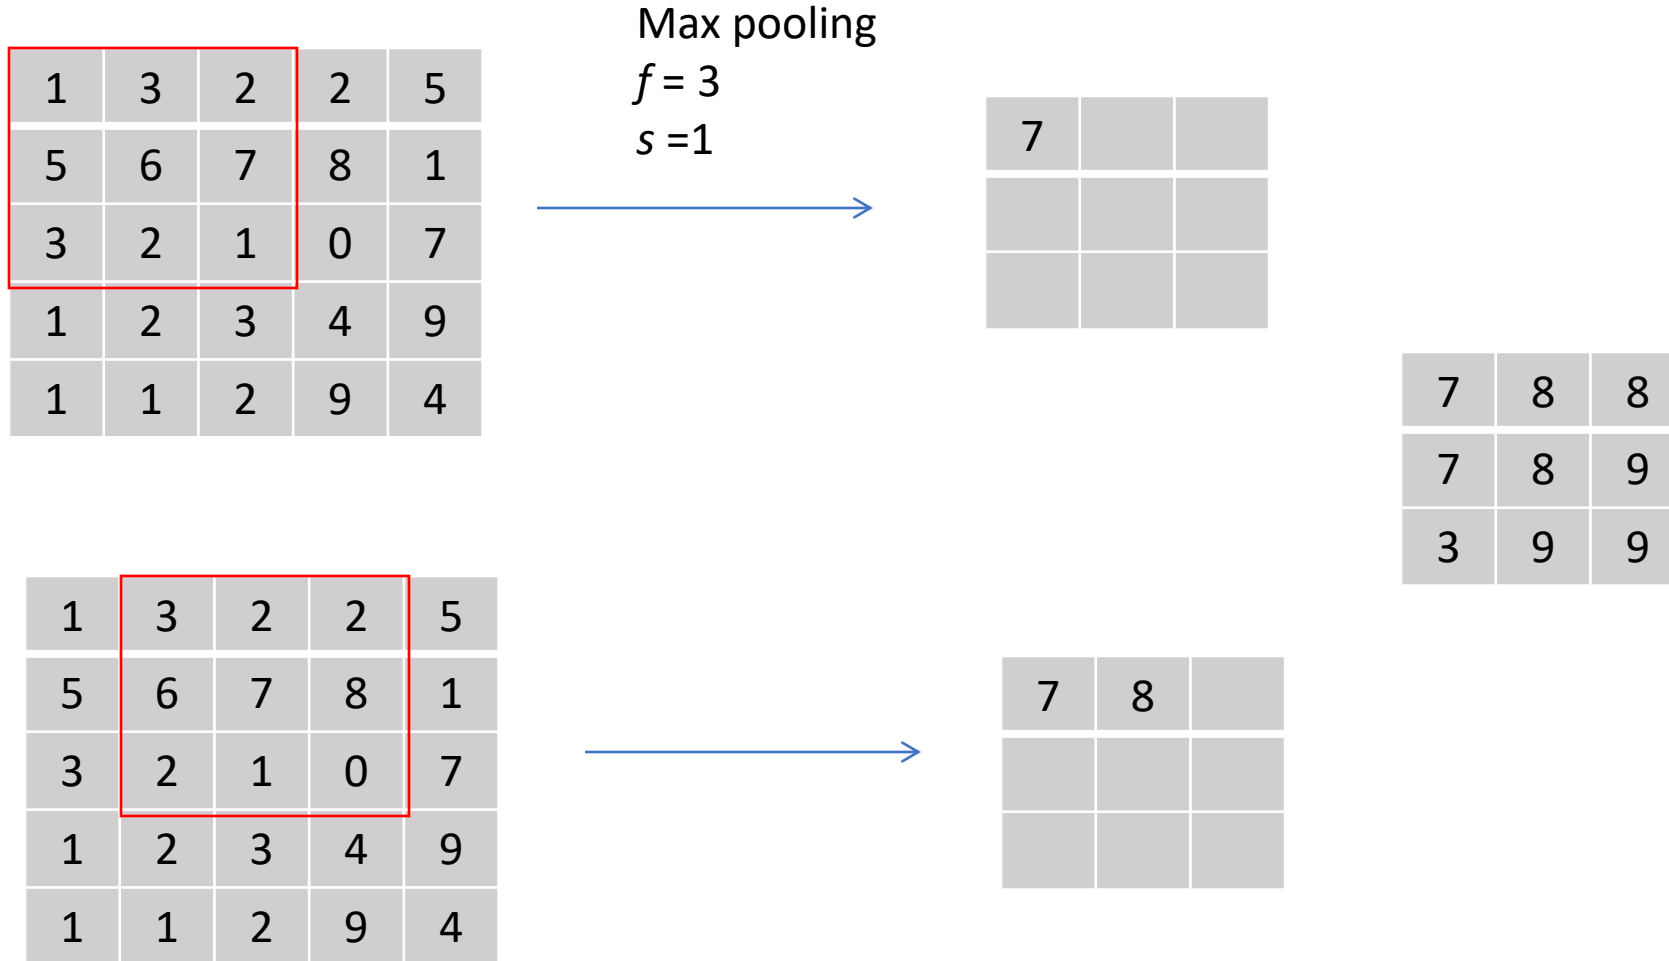 Max pooling
f = 3
s =1
1 3 2 2 5
5 6 7 8 1
3 2 1 0 7
1 2 3 4 9
1 1 2 9 4
7
7 8 8
7 8 9
3 9 9
1 3 2 2 5
5 6 7 8 1
3 2 1 0 7
1 2 3 4 9
1 1 2 9 4
7 8